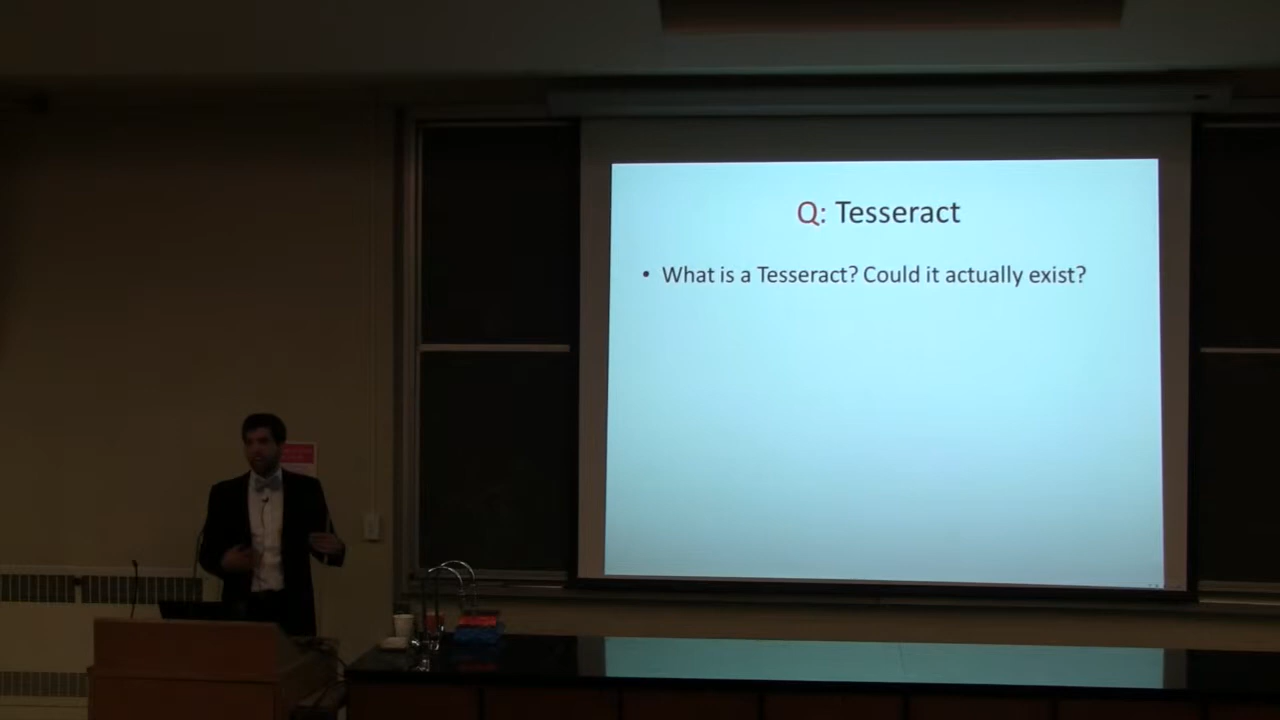 Q: Tesseract
• What is a Tesseract? Could it actually exist?